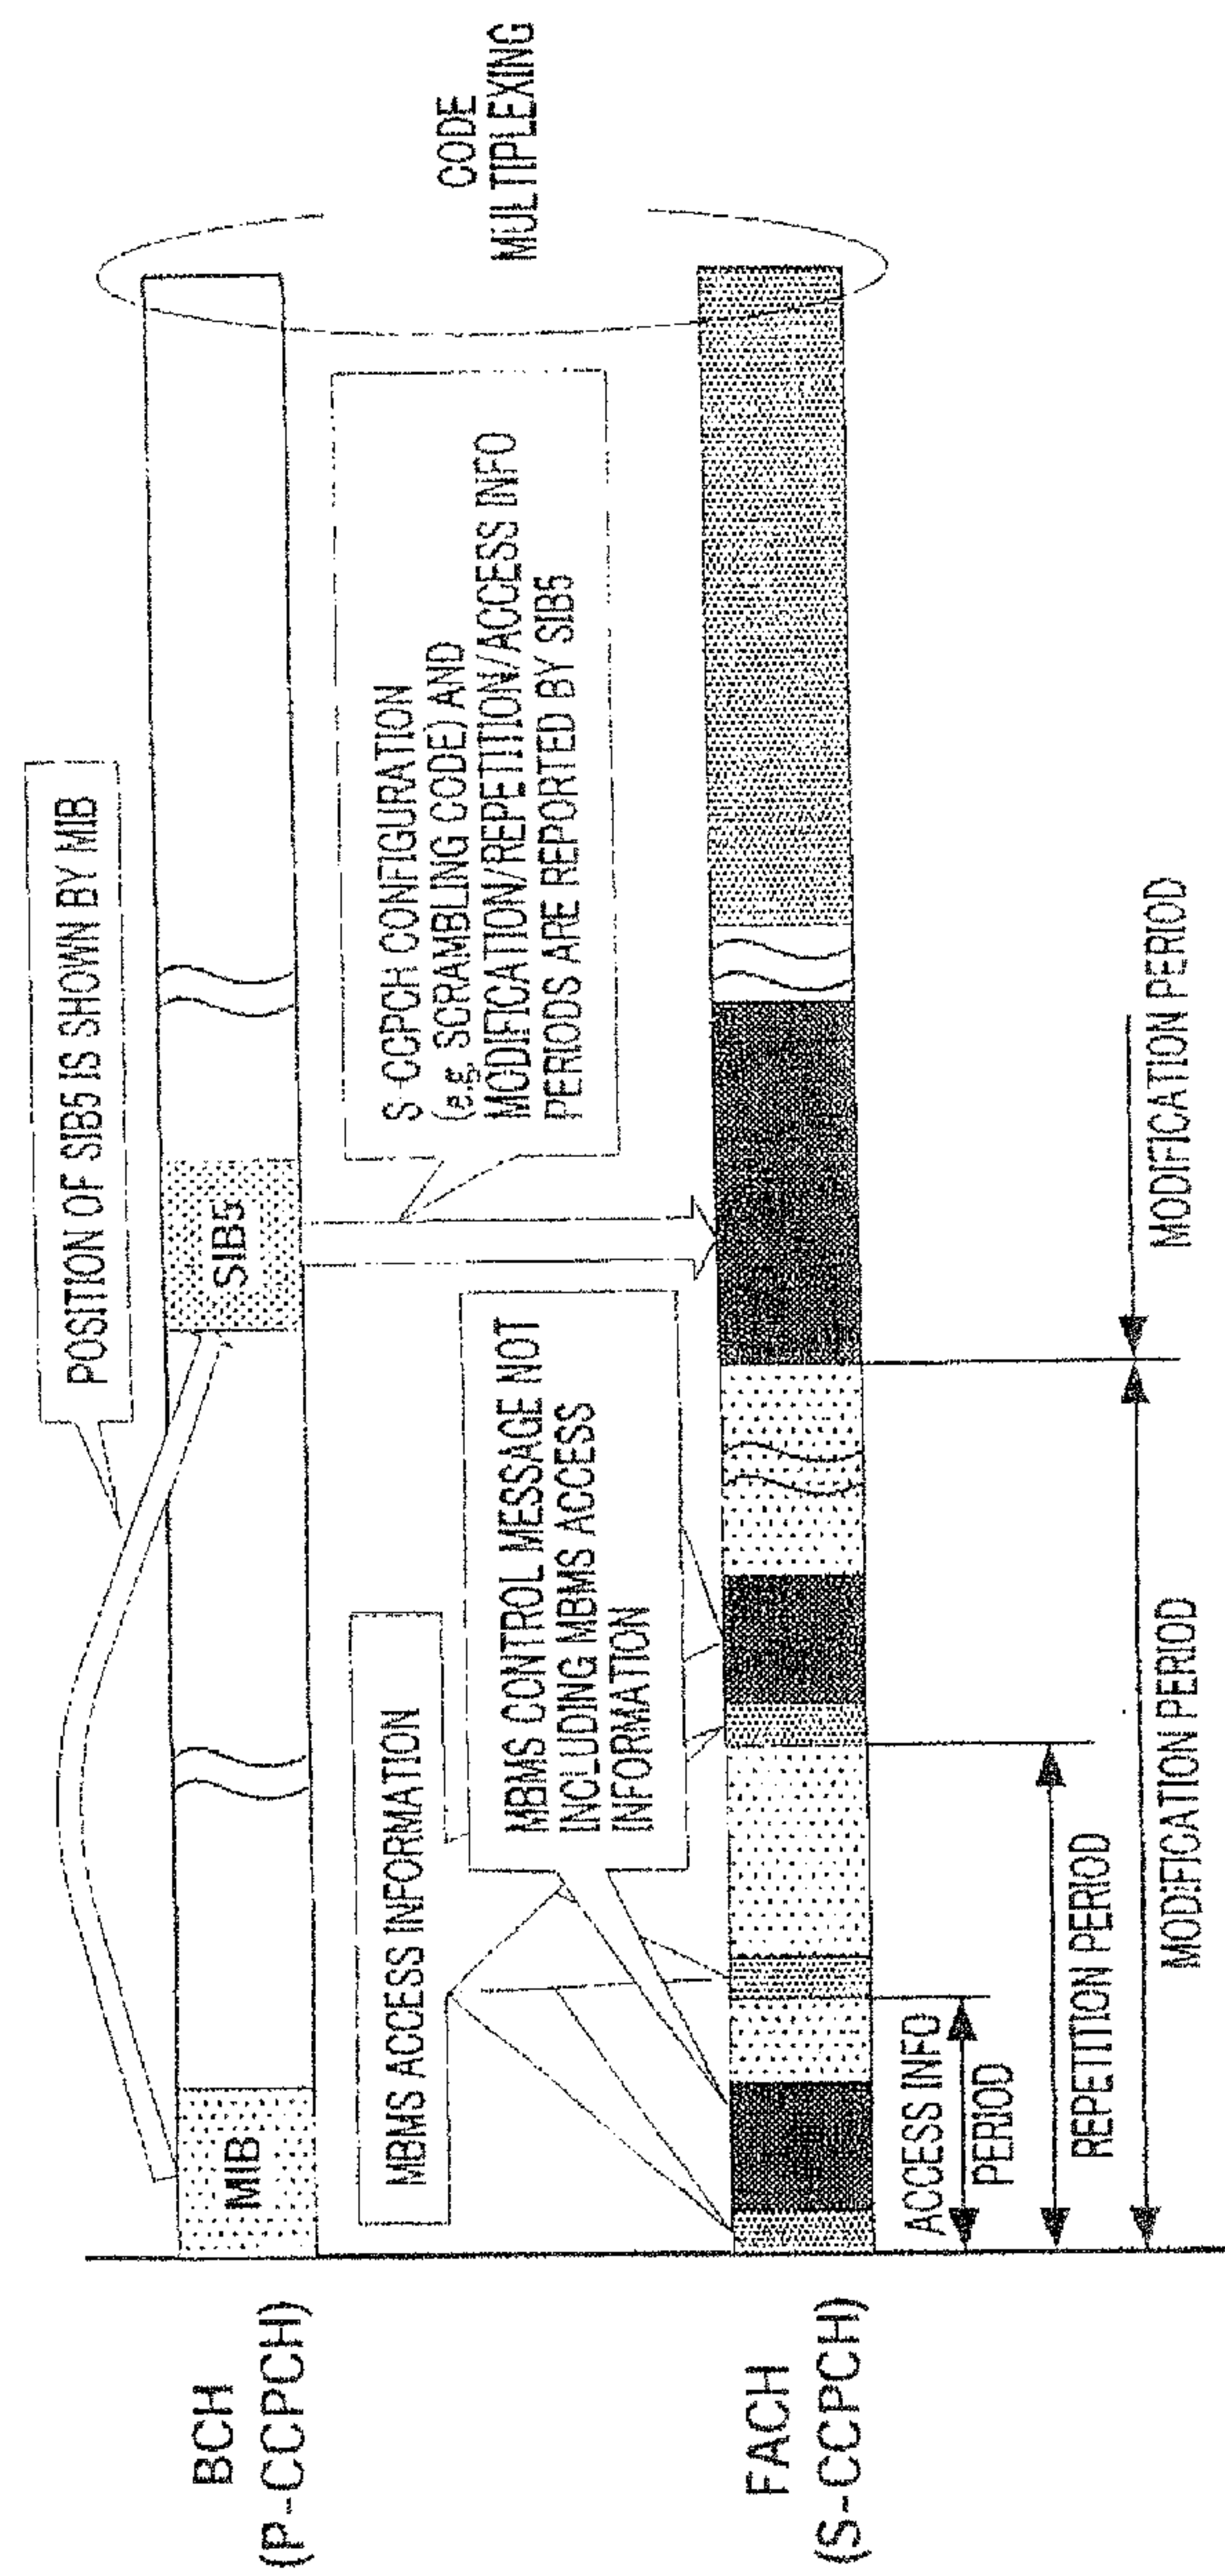 BCH
(P-CCPCH)
MIB
POSITION OF SIB5 IS SHOWN BY MIB
SIB5
CODE
MULTIPLEXING
S-CCPCH CONFIGURATION
(e.g. SCRAMBLING CODE) AND
MODIFICATION/REPETITION/ACCESS INFO
PERIODS ARE REPORTED BY SIB5
MBMS ACCESS INFORMATION
MBMS CONTROL MESSAGE NOT
INCLUDING MBMS ACCESS
INFORMATION
FACH
(S-CCPCH)
ACCESS INFO
PERIOD
REPETITION PERIOD
MODIFICATION PERIOD
MODIFICATION PERIOD